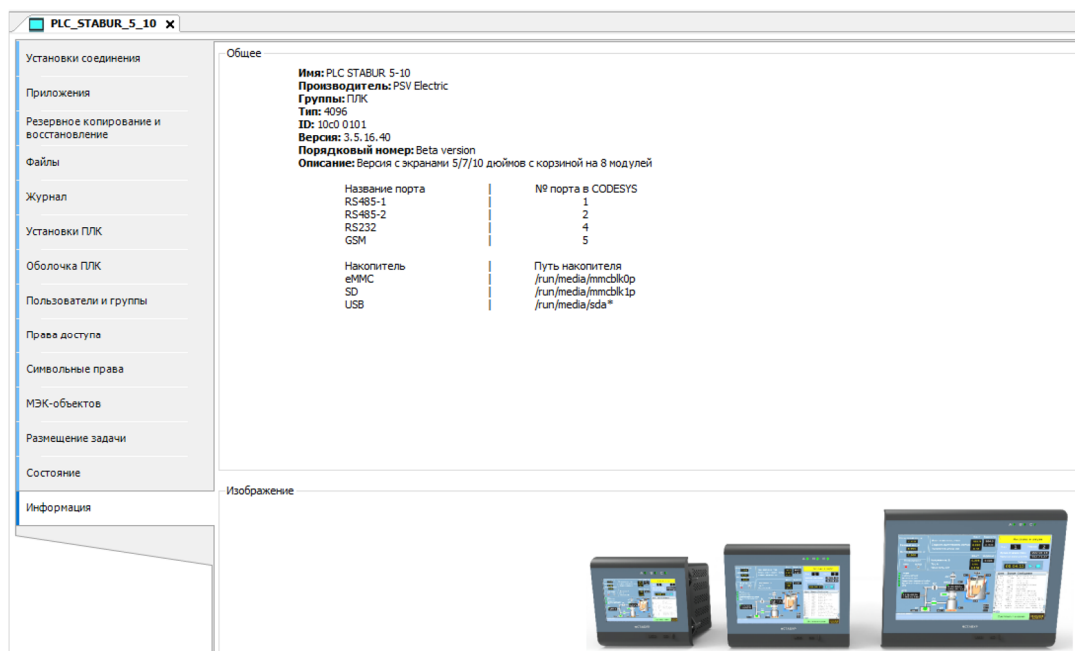 PLC_STABUR_5_10
Установки соединения
Приложения
Резервное копирование и
восстановление
Файлы
Журнал
Установки ПЛК
Оболочка ПЛК
Пользователи и группы
Права доступа
Символьные права
МЭК-объектов
Размещение задачи
Состояние
Информация
Общее
Имя: PLC STABUR 5-10
Производитель: PSV Electric
Группы: ПЛК
Тип: 4096
ID: 10c0 0101
Версия: 3.5.16.40
Порядковый номер: Beta version
Описание: Версия с экранами 5/7/10 дюймов с корзиной на 8 модулей
Название порта | № порта в CODESYS
RS485-1 | 1
RS485-2 | 2
RS232 | 4
GSM | 5
Накопитель | Путь накопителя
eMMC | /run/media/mmcblk0p
SD | /run/media/mmcblk1p
USB | /run/media/sda*
Изображение